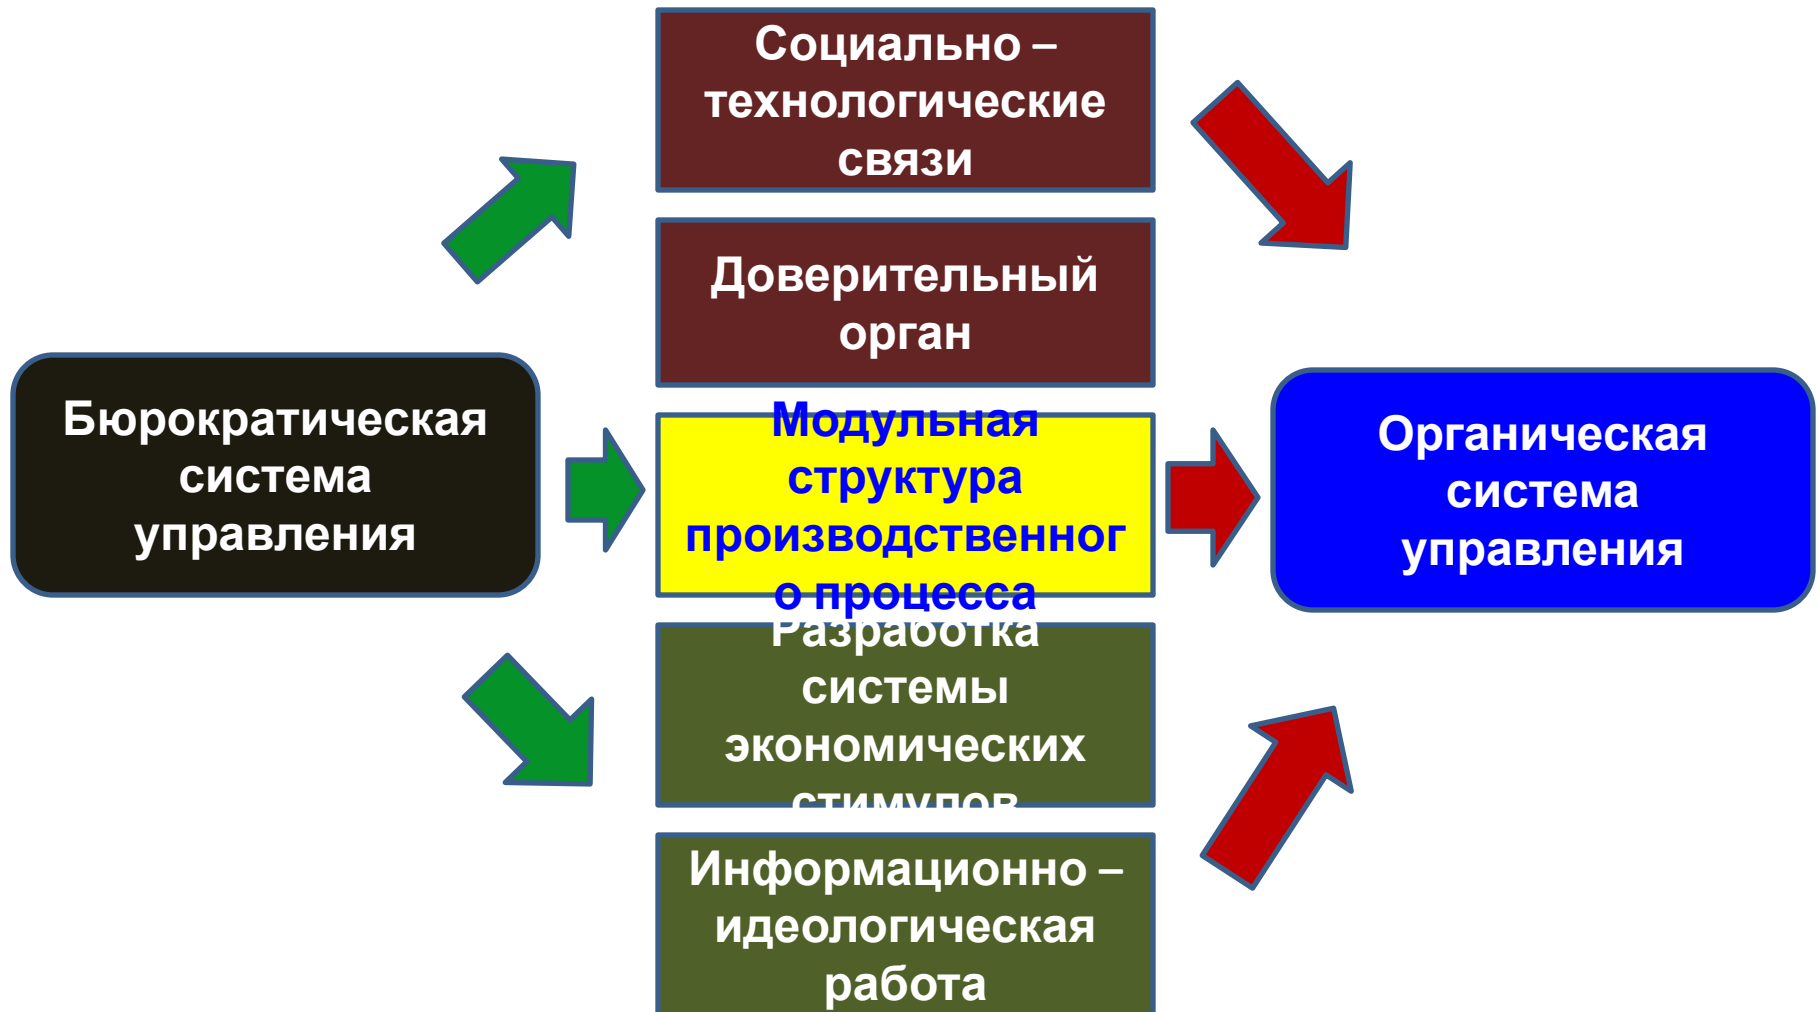 Социально –
технологические
связи
Доверительный
орган
Бюрократическая
система
управления
Модульная
структура
производственног
о процесса
Органическая
система
управления
Разработка
системы
экономических
стимулов
Информационно –
идеологическая
работа